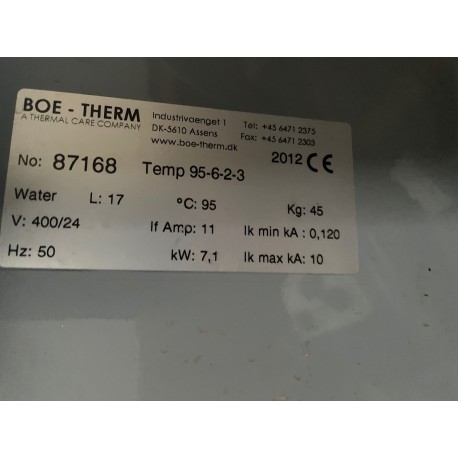 BOE - THERM
A THERMAL CARE COMPANY
Industrivaenget 1
DK-5610 Assens
www.boe-therm.dk
Tel: +45 6471 2375
Fax: +45 6471 2303
No: 87168 Temp 95-6-2-3 2012 CE
Water L: 17 °C: 95 Kg: 45
V: 400/24 If Amp: 11 Ik min kA : 0,120
Hz: 50 kW: 7,1 Ik max kA: 10